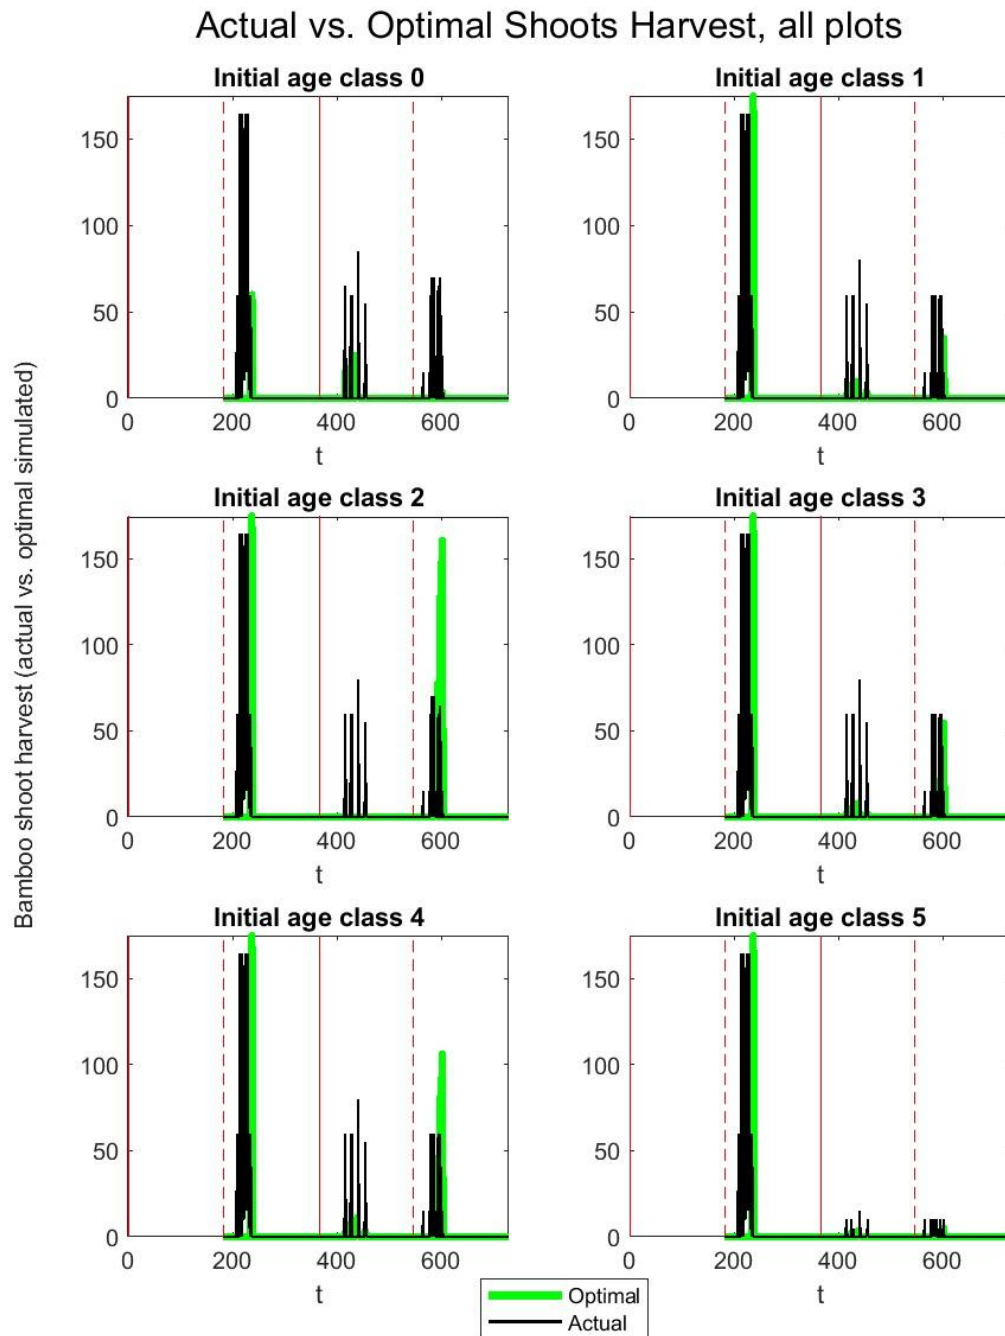 Actual vs. Optimal Shoots Harvest, all plots
Bamboo shoot harvest (actual vs. optimal simulated)
Initial age class 0
150
100
50
0
0 200 400 600
t
Initial age class 1
150
100
50
0
0 200 400 600
t
Initial age class 2
150
100
50
0
0 200 400 600
t
Initial age class 3
150
100
50
0
0 200 400 600
t
Initial age class 4
150
100
50
0
0 200 400 600
t
Initial age class 5
150
100
50
0
0 200 400 600
t
Optimal
Actual